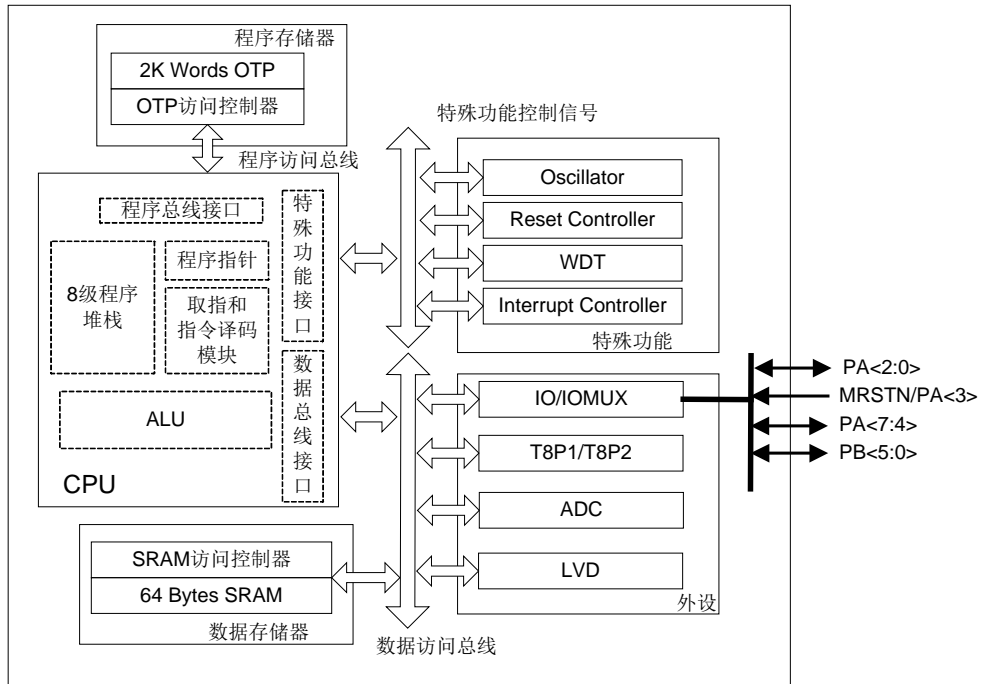 程序存储器
2K Words OTP
OTP访问控制器
程序访问总线
程序总线接口
8级程序
堆栈
程序指针
取指和
指令译码
模块
ALU
CPU
特
殊
功
能
接
口
数
据
总
线
接
口
SRAM访问控制器
64 Bytes SRAM
数据存储器
特殊功能控制信号
Oscillator
Reset Controller
WDT
Interrupt Controller
特殊功能
IO/IOMUX
T8P1/T8P2
ADC
LVD
外设
数据访问总线
PA<2:0>
MRSTN/PA<3>
PA<7:4>
PB<5:0>